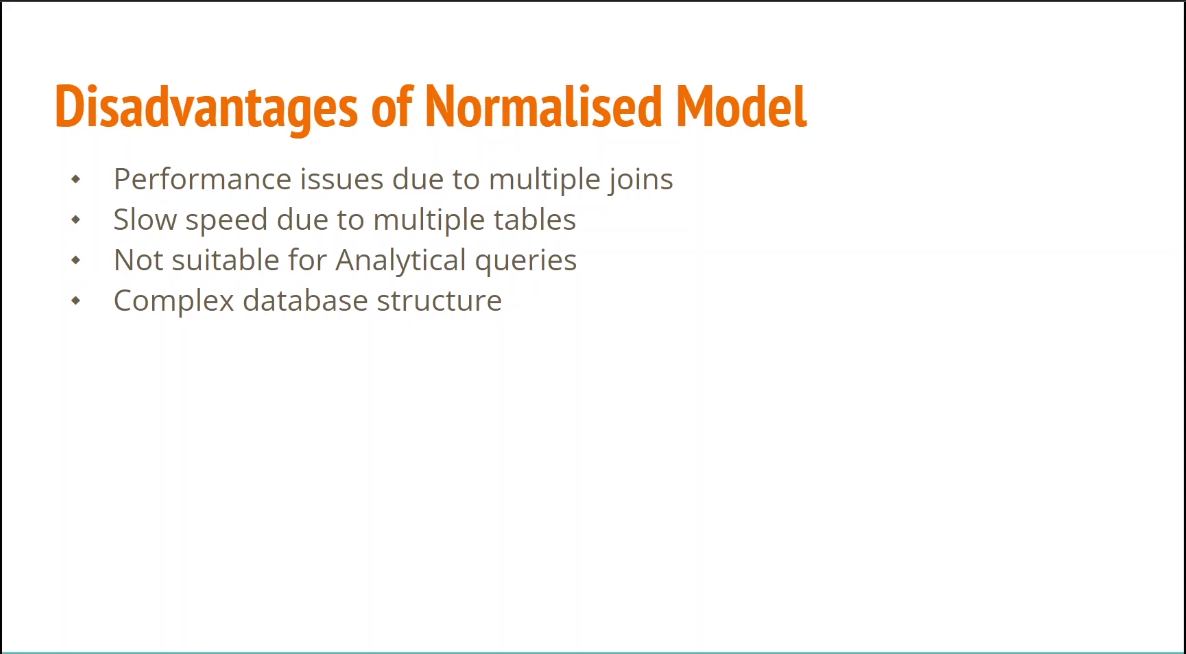 Disadvantages of Normalised Model
Performance issues due to multiple joins
Slow speed due to multiple tables
Not suitable for Analytical queries
Complex database structure